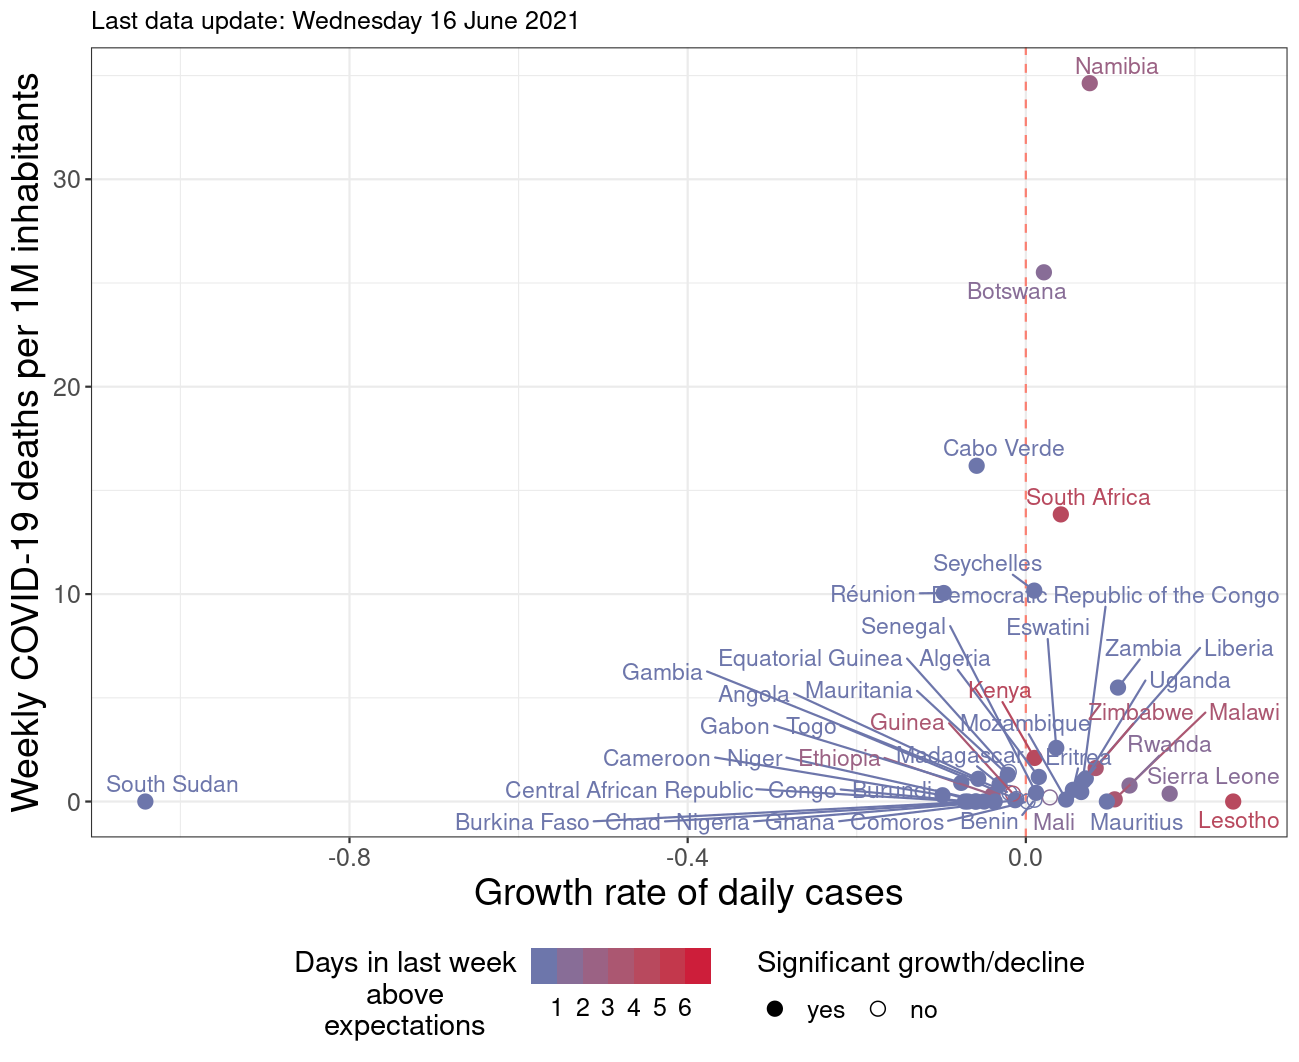 Last data update: Wednesday 16 June 2021
Weekly COVID-19 deaths per 1M inhabitants
30
20
10
0
Namibia
Botswana
Cabo Verde
South Africa
Seychelles
Réunion
Democratic Republic of the Congo
Senegal
Eswatini
Equatorial Guinea
Algeria
Zambia
Liberia
Gambia
Angola
Mauritania
Kenya
Uganda
Gabon
Togo
Guinea
Mozambique
Zimbabwe
Malawi
Cameroon
Niger
Ethiopia
Madagascar
Eritrea
Rwanda
South Sudan
Central African Republic
Congo
Burundi
Sierra Leone
Burkina Faso
Chad
Nigeria
Ghana
Comoros
Benin
Mali
Mauritius
Lesotho
-0.8
-0.4
0.0
Growth rate of daily cases
Days in last week
above
expectations
1 2 3 4 5 6
Significant growth/decline
yes
no